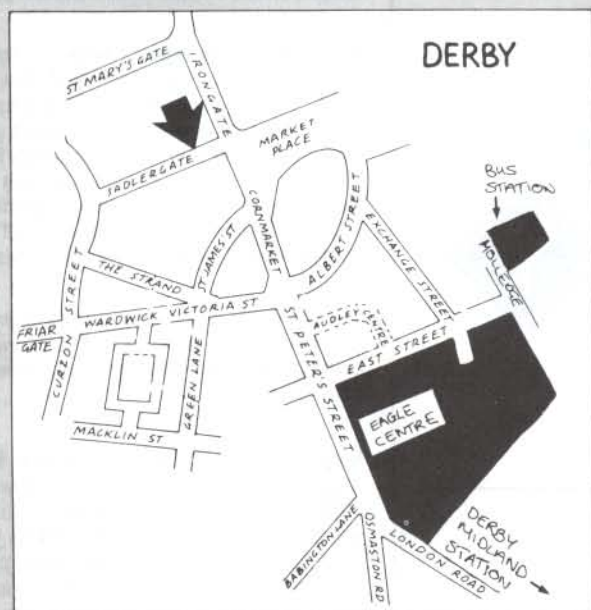 DERBY
ST MARY'S GATE
IRONGATE
SADLERGATE
MARKET
PLACE
BUS
STATION
CORNMARKET
ST JAMES' ST
ALBERT STREET
EXCHANGE STREET
MOLLEDGE
THE STRAND
CURZON STREET
FRIAR
GATE
WARDWICK
VICTORIA ST
AUDLEY CENTRE
ST PETER'S STREET
EAST STREET
GREEN LANE
MACKLIN ST
EAGLE
CENTRE
BABINGTON LANE
OSMASTON RD
LONDON ROAD
DERBY
MIDLAND
STATION